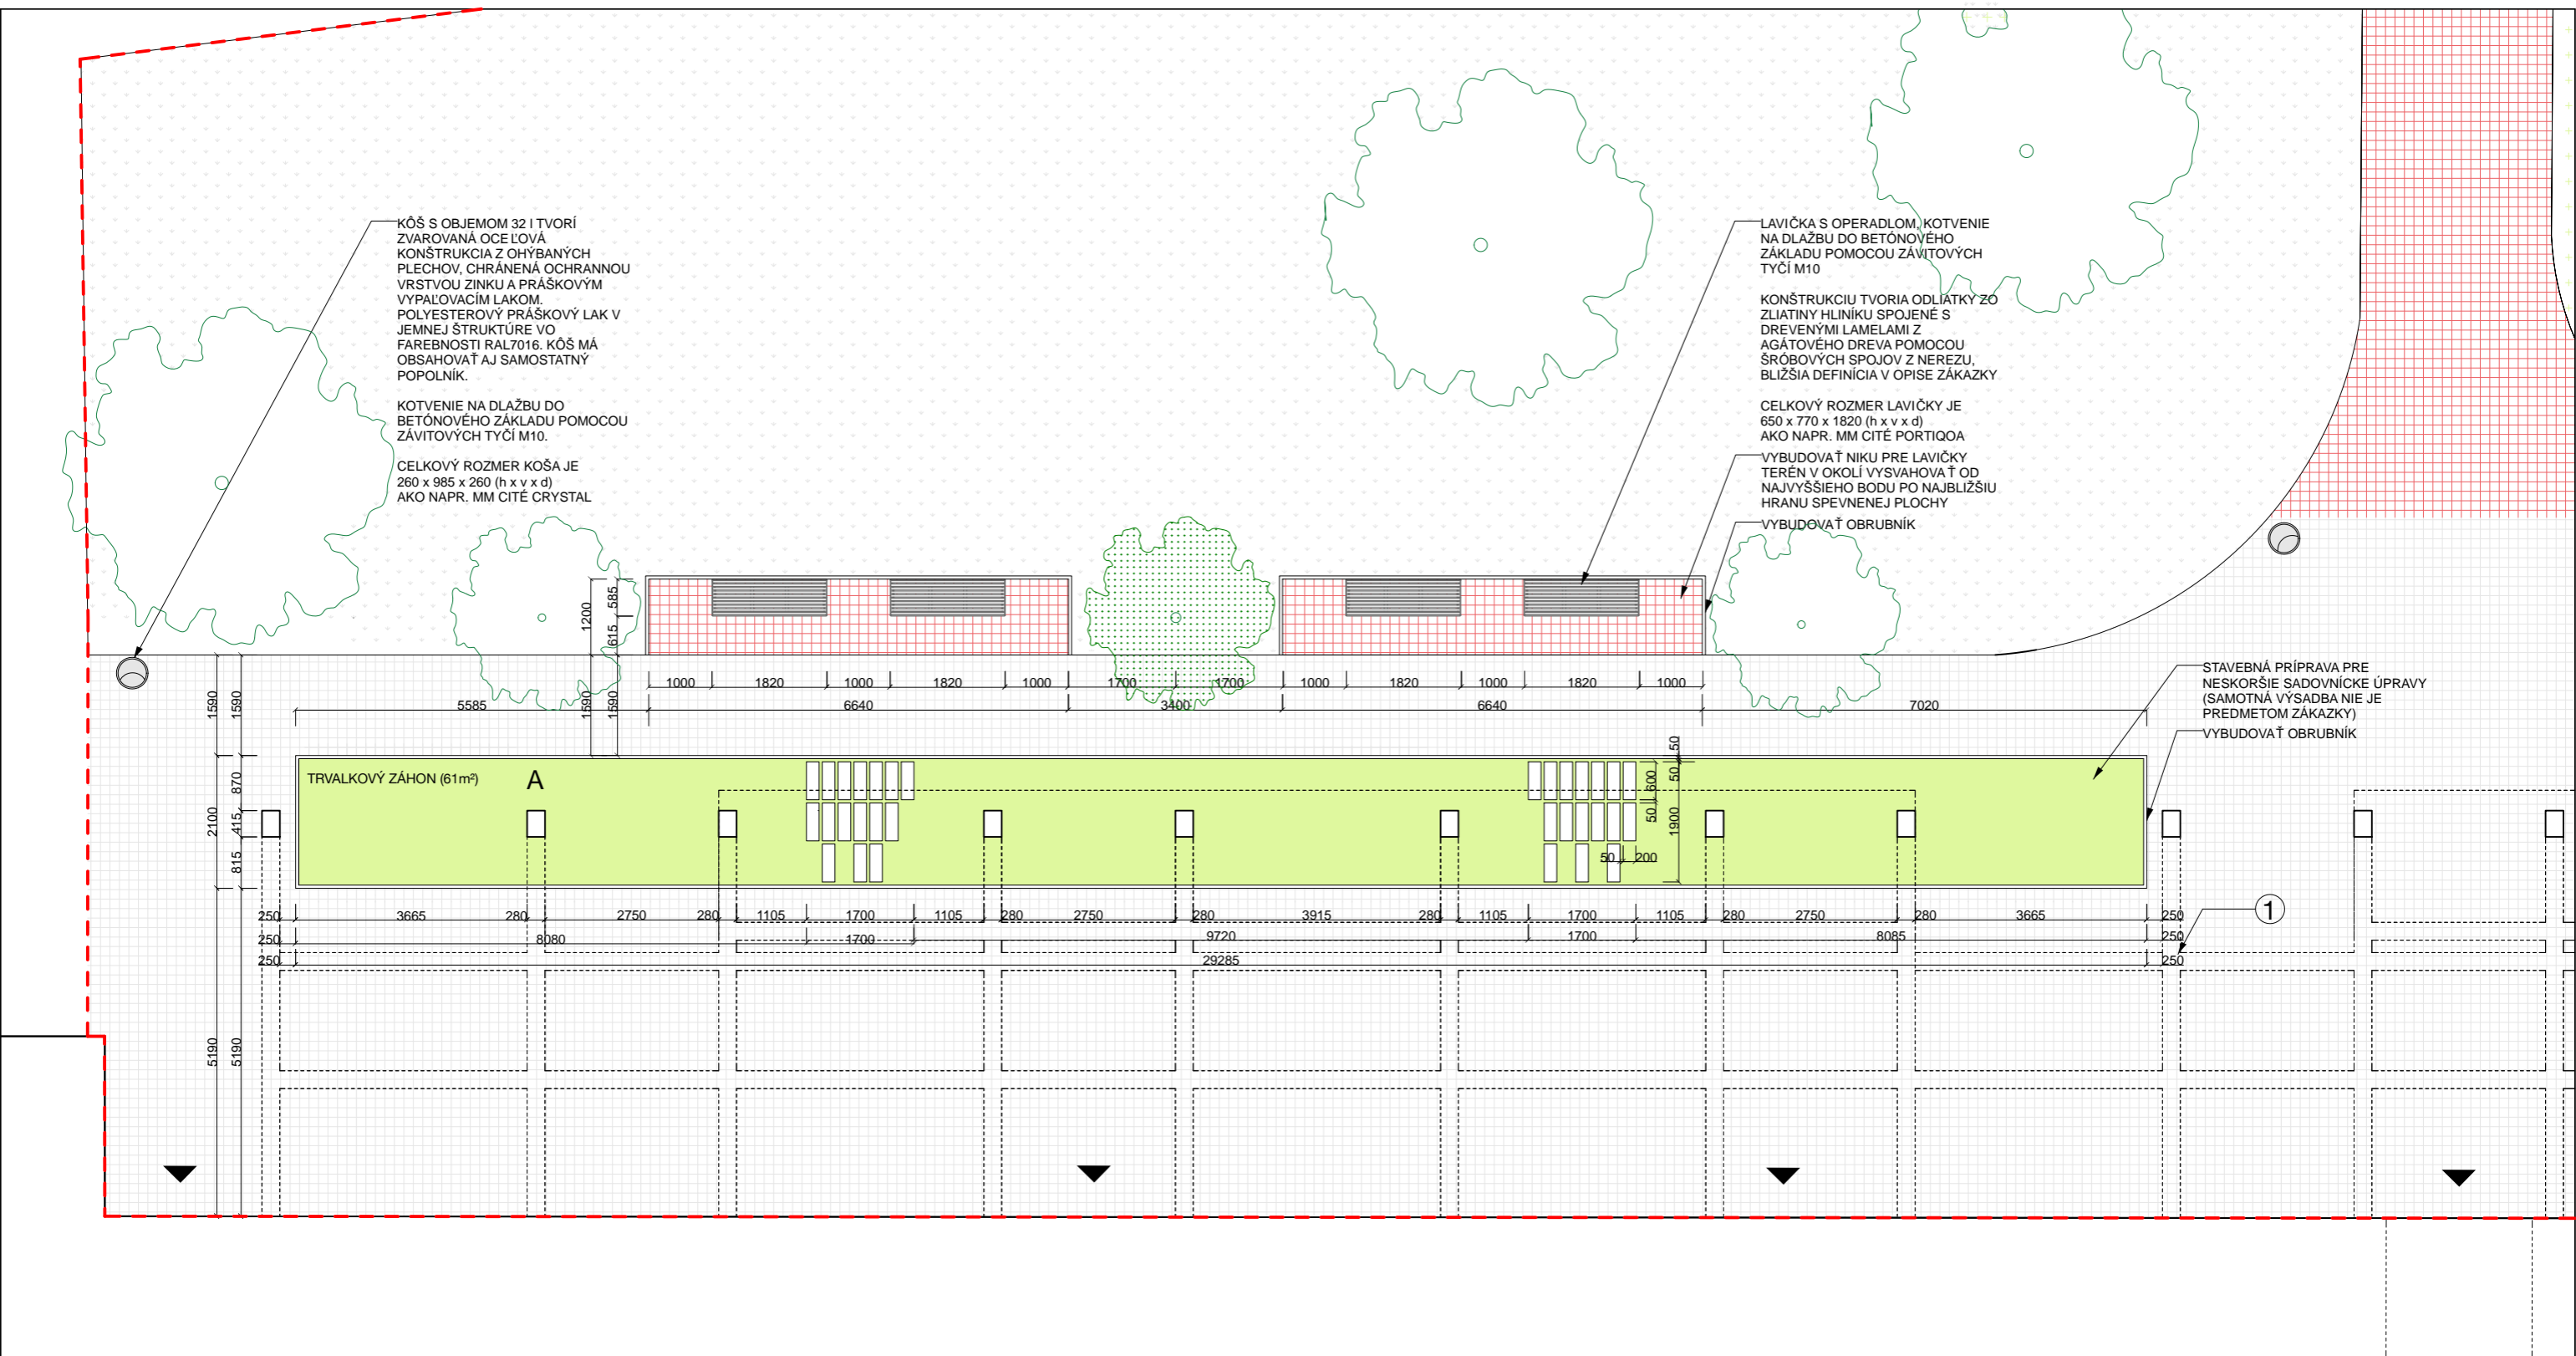 KÔŠ S OBJEMOM 32 l TVORÍ
ZVAROVANÁ OCEĽOVÁ
KONŠTRUKCIA Z OHÝBANÝCH
PLECHOV, CHRÁNENÁ OCHRANNOU
VRSTVOU ZINKU A PRÁŠKOVÝM
VYPAĽOVACÍM LAKOM.
POLYESTEROVÝ PRÁŠKOVÝ LAK V
JEMNEJ ŠTRUKTÚRE VO
FAREBNOSTI RAL7016. KÔŠ MÁ
OBSAHOVAŤ AJ SAMOSTATNÝ
POPOLNÍK.
KOTVENIE NA DLAŽBU DO
BETÓNOVÉHO ZÁKLADU POMOCOU
ZÁVITOVÝCH TYČÍ M10.
CELKOVÝ ROZMER KOŠA JE
260 x 985 x 260 (h x v x d)
AKO NAPR. MM CITÉ CRYSTAL
LAVIČKA S OPERADLOM, KOTVENIE
NA DLAŽBU DO BETÓNOVÉHO
ZÁKLADU POMOCOU ZÁVITOVÝCH
TYČÍ M10
KONŠTRUKCIU TVORIA ODLIATKY ZO
ZLIATINY HLINÍKU SPOJENÉ S
DREVENÝMI LAMELAMI Z
AGÁTOVÉHO DREVA POMOCOU
ŠRÓBOVÝCH SPOJOV Z NEREZU,
BLIŽŠIA DEFINÍCIA V OPISE ZÁKAZKY
CELKOVÝ ROZMER LAVIČKY JE
650 x 770 x 1820 (h x v x d)
AKO NAPR. MM CITÉ PORTIQOA
VYBUDOVAŤ NIKU PRE LAVIČKY
TERÉN V OKOLÍ VYSVAHOVAŤ OD
NAJVYŠŠIEHO BODU PO NAJBLIŽŠIU
HRANU SPEVNENEJ PLOCHY
VYBUDOVAŤ OBRUBNÍK
1200
585
615
1000 1820 1000 1820 1000 1700 1700 1000 1820 1000 1820 1000
5585 6640 3400 6640 7020
1590 1590 1590 1590
STAVEBNÁ PRÍPRAVA PRE
NESKORŠIE SADOVNÍCKE ÚPRAVY
(SAMOTNÁ VÝSADBA NIE JE
PREDMETOM ZÁKAZKY)
VYBUDOVAŤ OBRUBNÍK
TRVALKOVÝ ZÁHON (61m²)
A
2100
870
415
815
50
50
600
50
1900
50 200
250 3665 280 2750 280 1105 1700 1105 280 2750 280 3915 280 1105 1700 1105 280 2750 280 3665 250
250 8080 1700 9720 1700 8085 250
250 29285 250
1
5190 5190